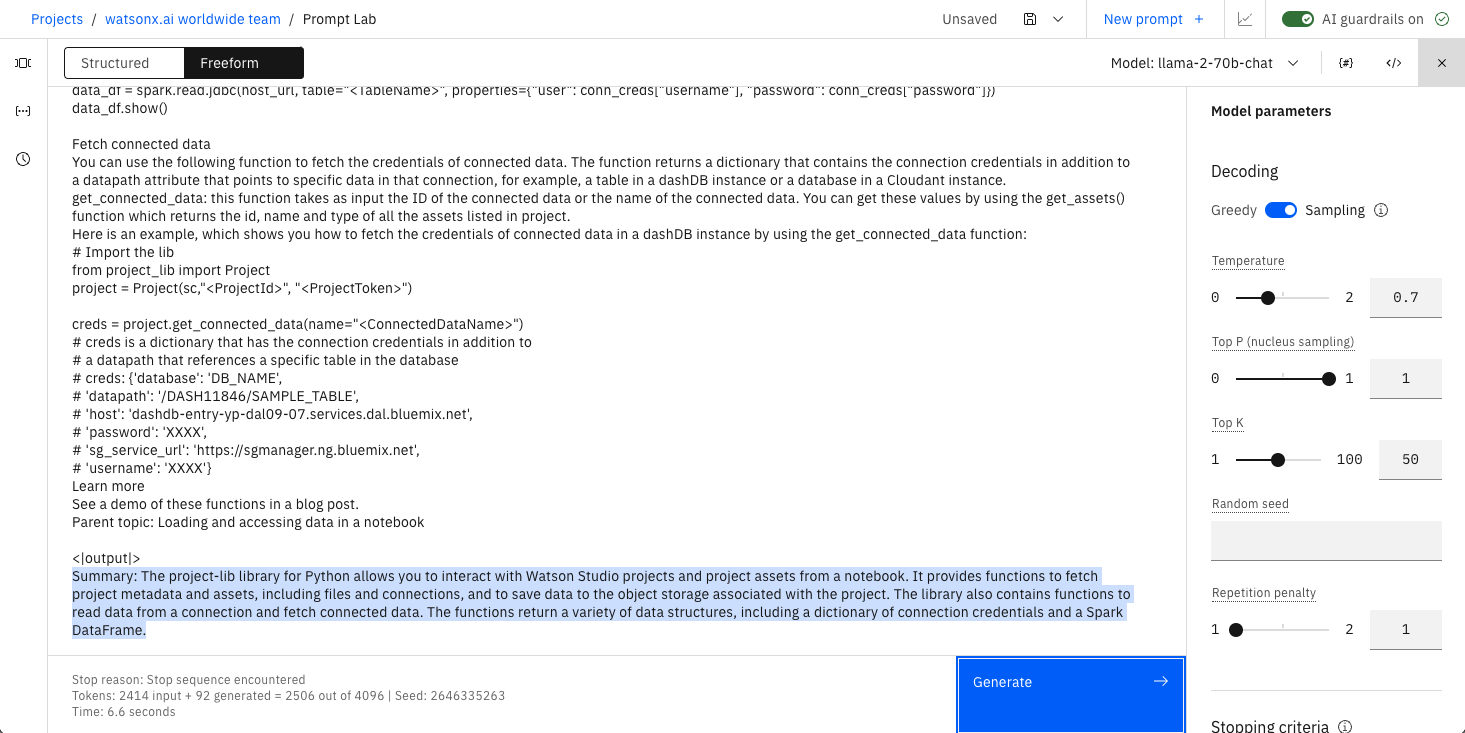 Projects / watsonx.ai worldwide team / Prompt Lab
Unsaved
New prompt +
AI guardrails on
Structured
Freeform
Model: llama-2-70b-chat
{#}
</>
data_df = spark.read.jdbc(host_url, table="<TableName>", properties={"user": conn_creds["username"], "password": conn_creds["password"]})
data_df.show()
Fetch connected data
You can use the following function to fetch the credentials of connected data. The function returns a dictionary that contains the connection credentials in addition to
a datapath attribute that points to specific data in that connection, for example, a table in a dashDB instance or a database in a Cloudant instance.
get_connected_data: this function takes as input the ID of the connected data or the name of the connected data. You can get these values by using the get_assets()
function which returns the id, name and type of all the assets listed in project.
Here is an example, which shows you how to fetch the credentials of connected data in a dashDB instance by using the get_connected_data function:
# Import the lib
from project_lib import Project
project = Project(sc,"<ProjectId>", "<ProjectToken>")
creds = project.get_connected_data(name="<ConnectedDataName>")
# creds is a dictionary that has the connection credentials in addition to
# a datapath that references a specific table in the database
# creds: {'database': 'DB_NAME',
# 'datapath': '/DASH11846/SAMPLE_TABLE',
# 'host': 'dashdb-entry-yp-dal09-07.services.dal.bluemix.net',
# 'password': 'XXXX',
# 'sg_service_url': 'https://sgmanager.ng.bluemix.net',
# 'username': 'XXXX'}
Learn more
See a demo of these functions in a blog post.
Parent topic: Loading and accessing data in a notebook
<|output|>
Summary: The project-lib library for Python allows you to interact with Watson Studio projects and project assets from a notebook. It provides functions to fetch
project metadata and assets, including files and connections, and to save data to the object storage associated with the project. The library also contains functions to
read data from a connection and fetch connected data. The functions return a variety of data structures, including a dictionary of connection credentials and a Spark
DataFrame.
Stop reason: Stop sequence encountered
Tokens: 2414 input + 92 generated = 2506 out of 4096 | Seed: 2646335263
Time: 6.6 seconds
Generate
Model parameters
Decoding
Greedy Sampling
Temperature
0 2 0.7
Top P (nucleus sampling)
0 1 1
Top K
1 100 50
Random seed
Repetition penalty
1 2 1
Stopping criteria